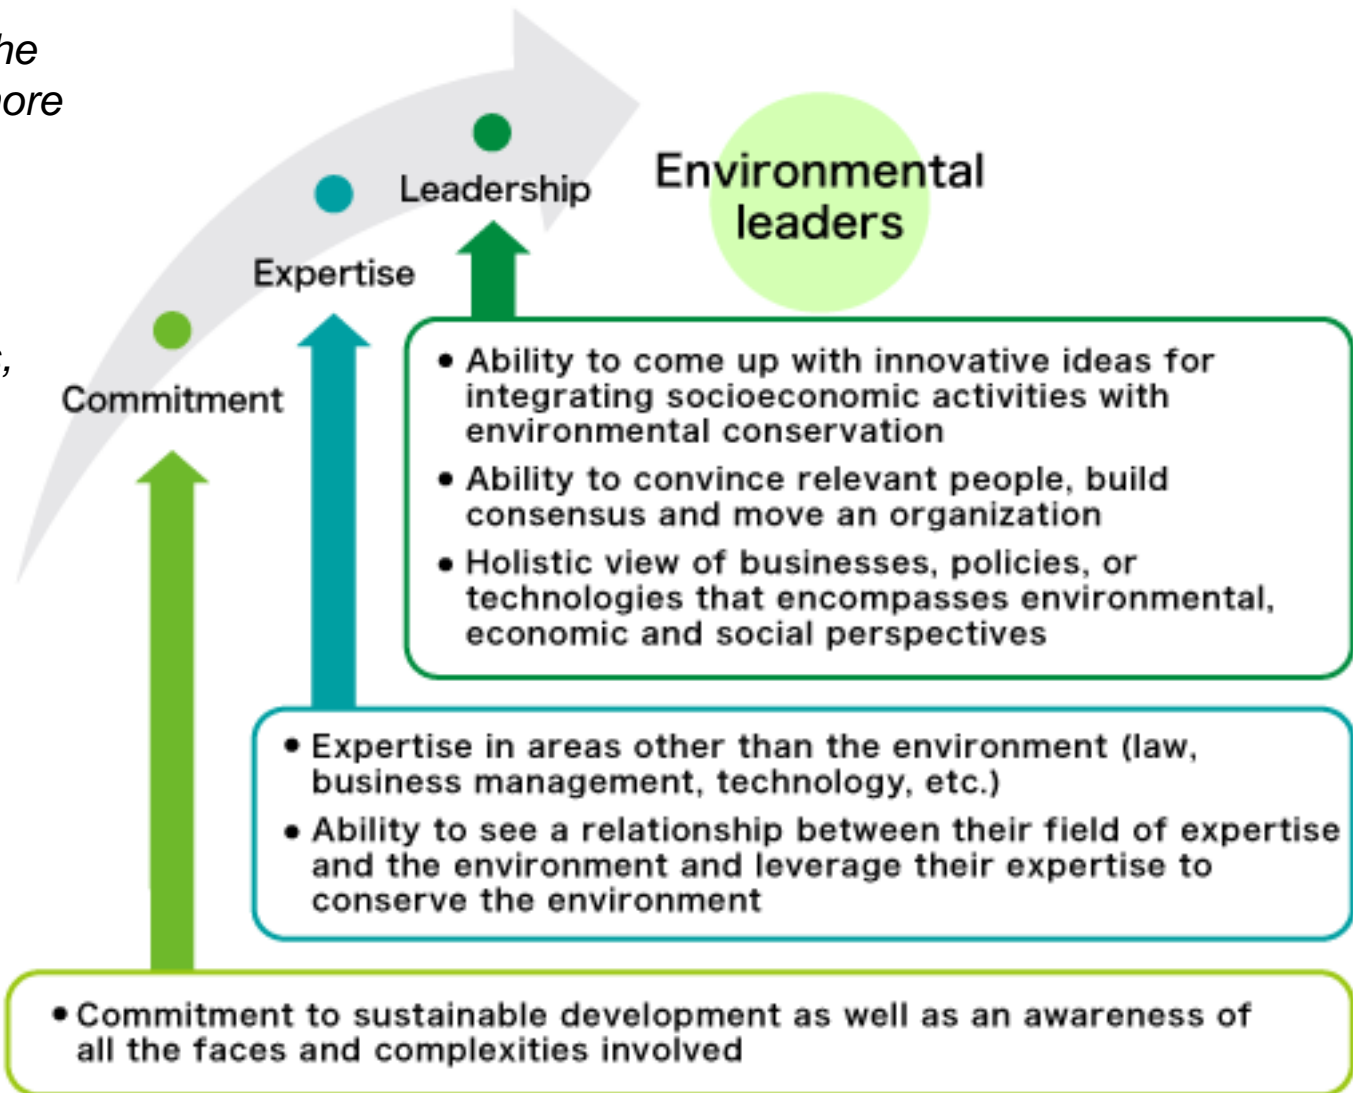 he
nore
Environmental
leaders
Leadership
Expertise
Commitment
• Ability to come up with innovative ideas for
integrating socioeconomic activities with
environmental conservation
• Ability to convince relevant people, build
consensus and move an organization
• Holistic view of businesses, policies, or
technologies that encompasses environmental,
economic and social perspectives
• Expertise in areas other than the environment (law,
business management, technology, etc.)
• Ability to see a relationship between their field of expertise
and the environment and leverage their expertise to
conserve the environment
• Commitment to sustainable development as well as an awareness of
all the faces and complexities involved